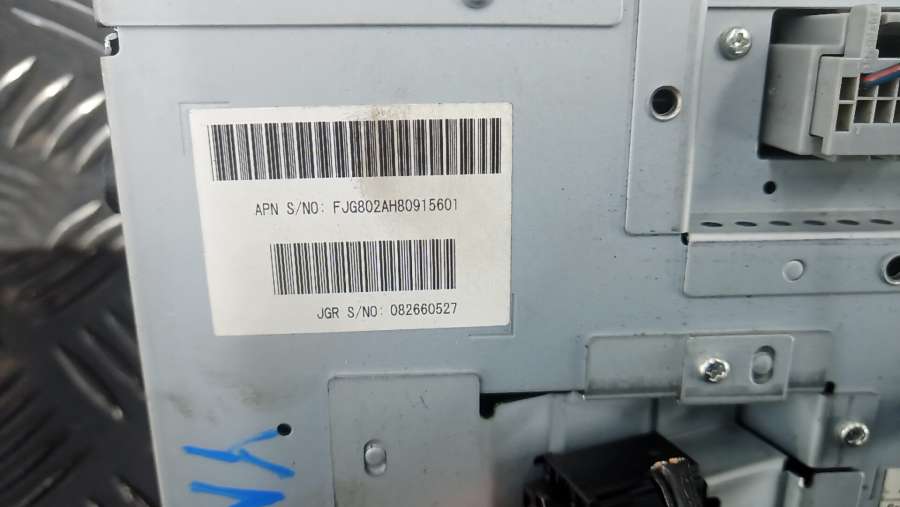 APN S/NO: FJG802AH80915601
JGR S/NO: 082660527